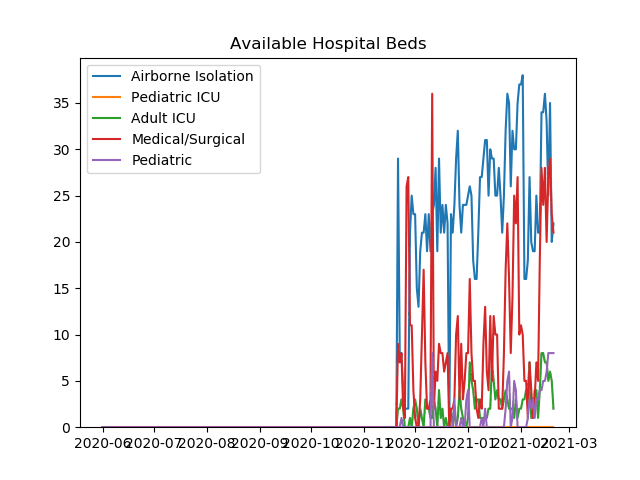 Available Hospital Beds
Airborne Isolation
Pediatric ICU
Adult ICU
Medical/Surgical
Pediatric
35
30
25
20
15
10
5
0
2020-06 2020-07 2020-08 2020-09 2020-10 2020-11 2020-12 2021-01 2021-02 2021-03